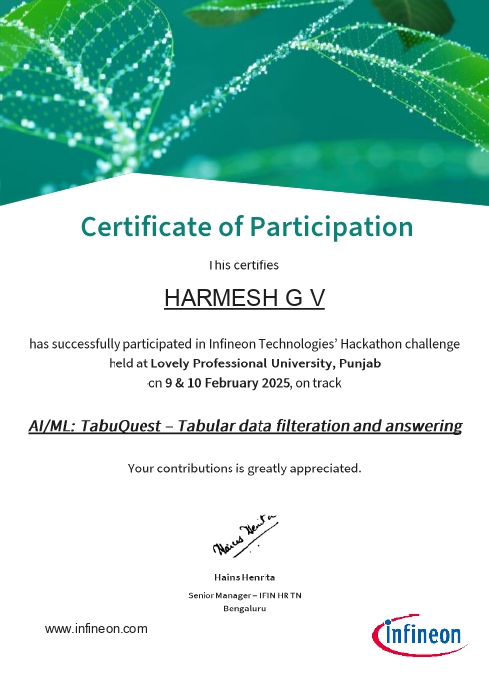 Certificate of Participation
This certifies
HARMESH G V
has successfully participated in Infineon Technologies' Hackathon challenge
held at Lovely Professional University, Punjab
on 9 & 10 February 2025, on track
AI/ML: TabuQuest – Tabular data filteration and answering
Your contributions is greatly appreciated.
Hains Henrita
Hains Henrita
Senior Manager – IFIN HR TN
Bengaluru
www.infineon.com
infineon